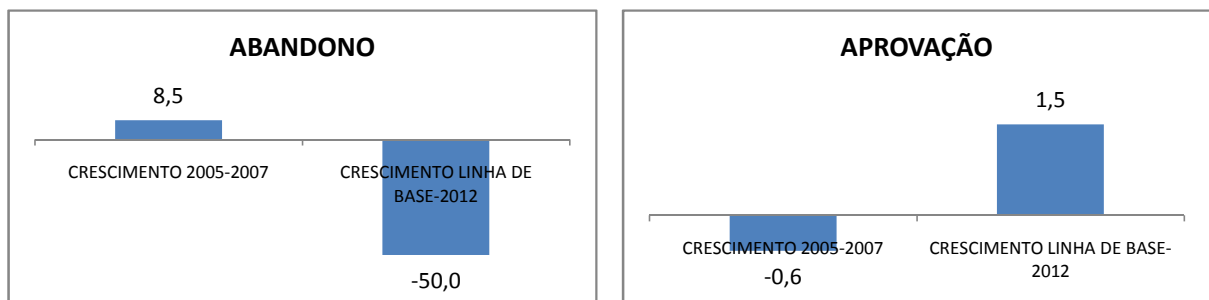 ABANDONO
8,5
CRESCIMENTO 2005-2007
CRESCIMENTO LINHA DE
BASE-2012
-50,0
APROVAÇÃO
1,5
CRESCIMENTO 2005-2007
-0,6
CRESCIMENTO LINHA DE BASE-
2012